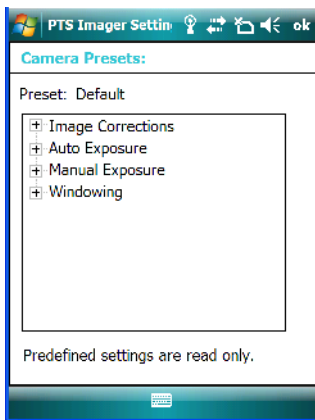 PTS Imager Settin ok
Camera Presets:
Preset: Default
Image Corrections
Auto Exposure
Manual Exposure
Windowing
Predefined settings are read only.